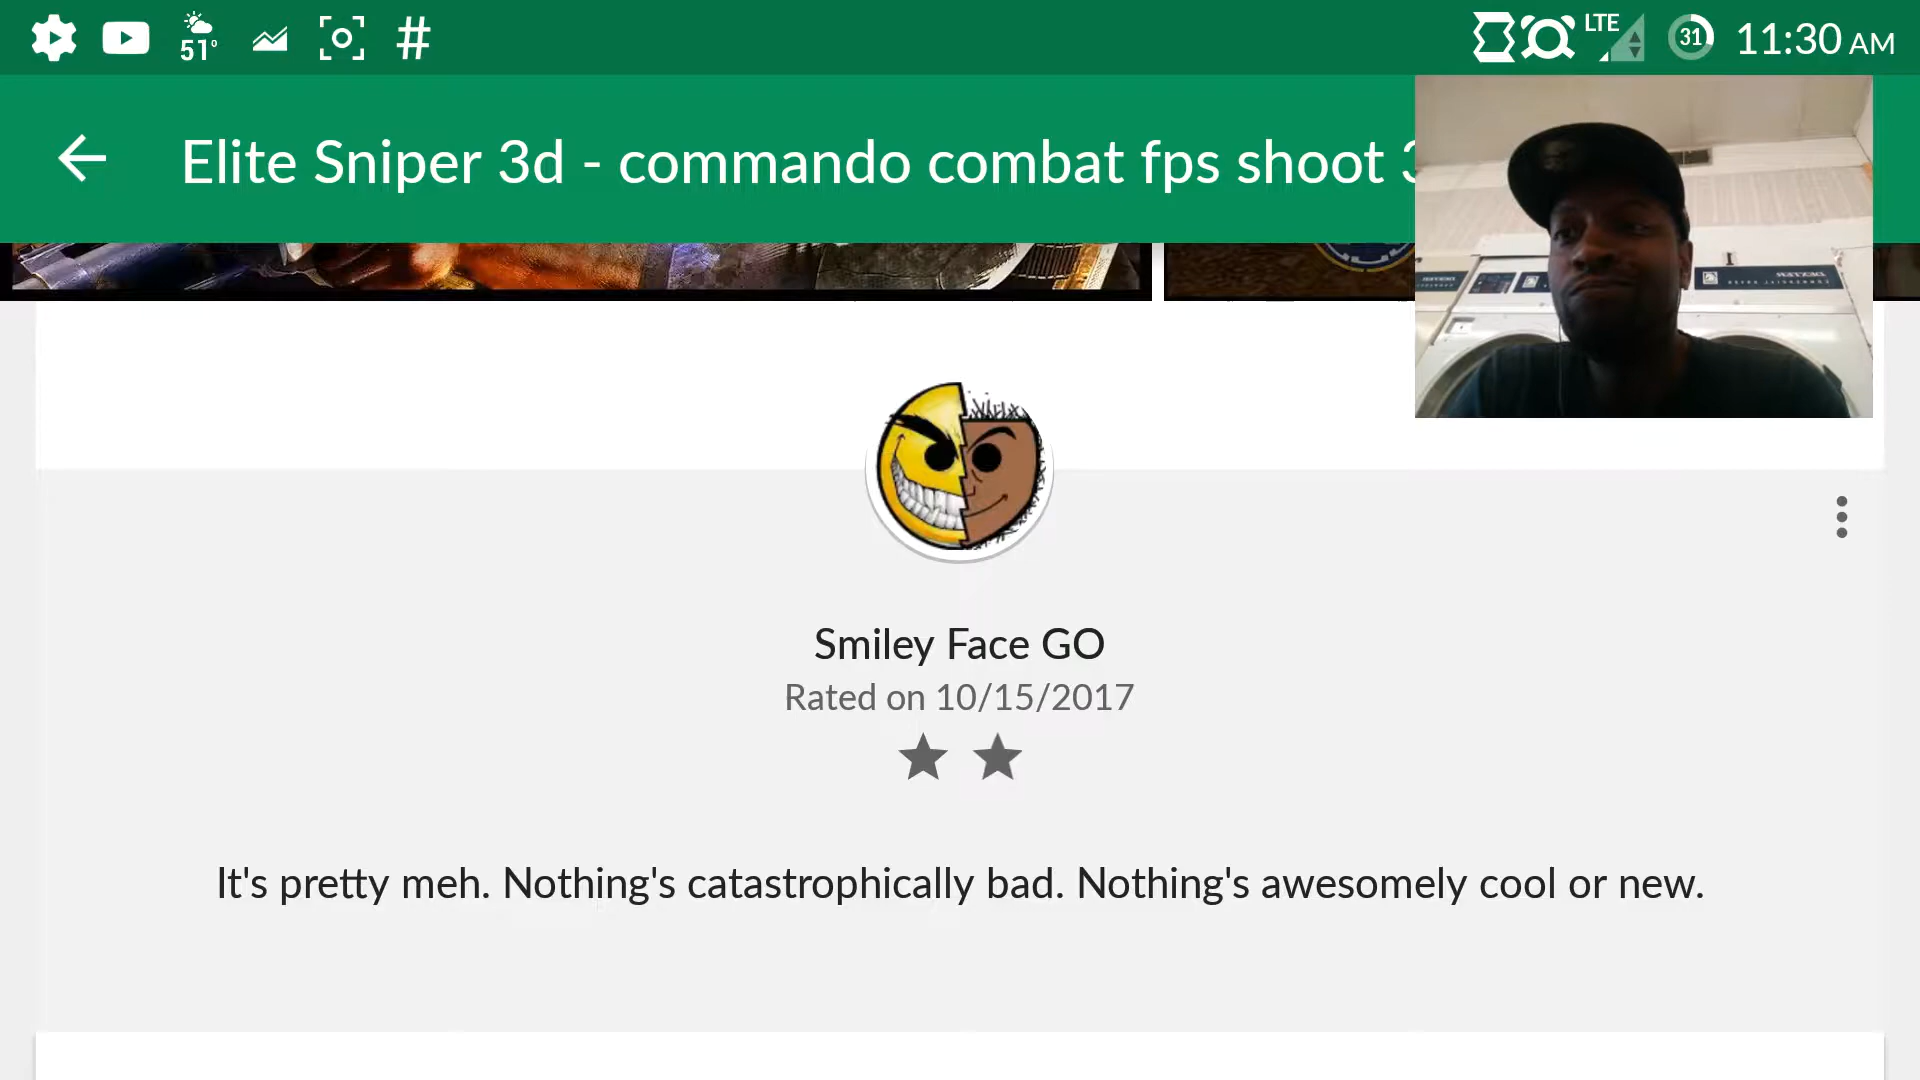 51°
#
LTE
31
11:30 AM
Elite Sniper 3d - commando combat fps shoot
Smiley Face GO
Rated on 10/15/2017
It's pretty meh. Nothing's catastrophically bad. Nothing's awesomely cool or new.